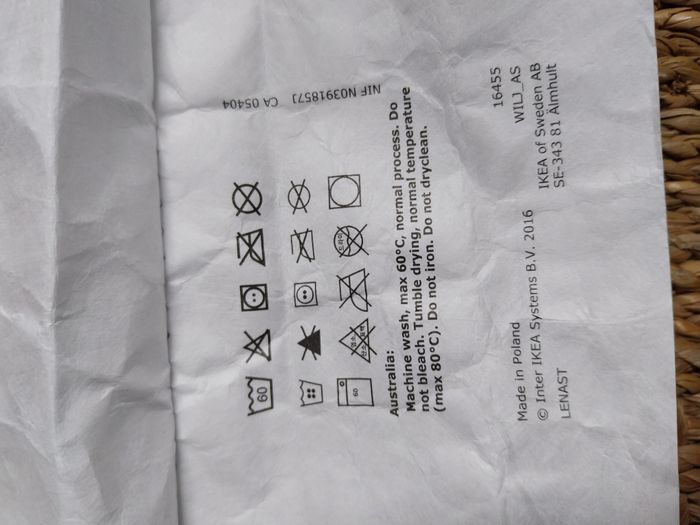 NIF N0391857J
CA 05404
60
60
Australia:
Machine wash, max 60°C, normal process. Do
not bleach. Tumble drying, normal temperature
(max 80°C). Do not iron. Do not dryclean.
16455
WILJ_AS
IKEA of Sweden AB
SE-343 81 Älmhult
Made in Poland
© Inter IKEA Systems B.V. 2016
LENAST